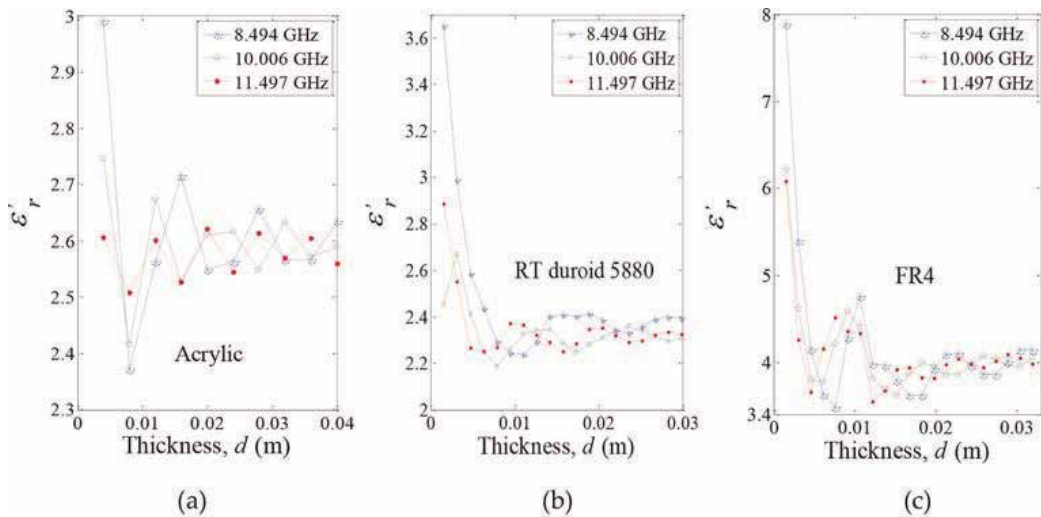 3
2.9
2.8
2.7
2.6
2.5
2.4
2.3
ε'r
8.494 GHz
10.006 GHz
11.497 GHz
Acrylic
0 0.01 0.02 0.03 0.04
Thickness, d (m)
(a)
3.6
3.4
3.2
3
2.8
2.6
2.4
2.2
2
ε'r
8.494 GHz
10.006 GHz
11.497 GHz
RT duroid 5880
0 0.01 0.02 0.03
Thickness, d (m)
(b)
8
7
6
5
4
3.4
ε'r
8.494 GHz
10.006 GHz
11.497 GHz
FR4
0 0.01 0.02 0.03
Thickness, d (m)
(c)